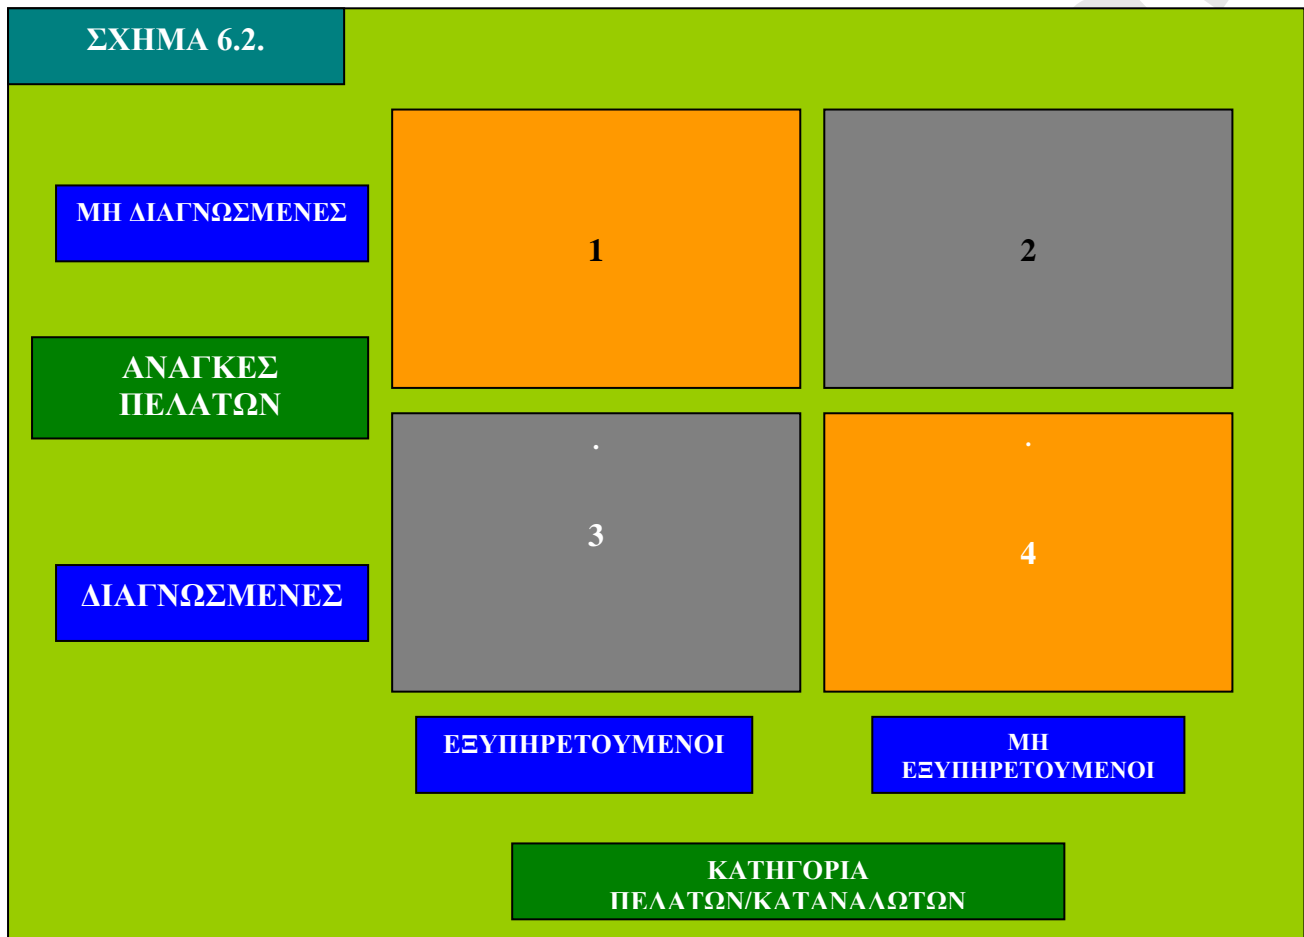 ΣΧΗΜΑ 6.2.
ΜΗ ΔΙΑΓΝΩΣΜΕΝΕΣ
1
2
ΑΝΑΓΚΕΣ
ΠΕΛΑΤΩΝ
.
.
3
4
ΔΙΑΓΝΩΣΜΕΝΕΣ
ΕΞΥΠΗΡΕΤΟΥΜΕΝΟΙ
ΜΗ
ΕΞΥΠΗΡΕΤΟΥΜΕΝΟΙ
ΚΑΤΗΓΟΡΙΑ
ΠΕΛΑΤΩΝ/ΚΑΤΑΝΑΛΩΤΩΝ